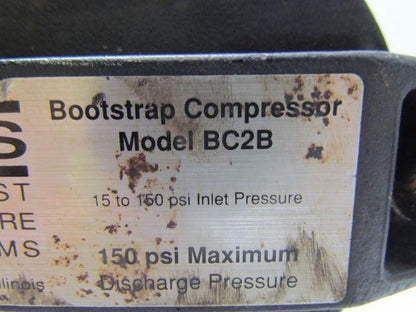 Bootstrap Compressor
Model BC2B
15 to 150 psi Inlet Pressure
150 psi Maximum
Discharge Pressure
S
ST
RE
MS
llinois